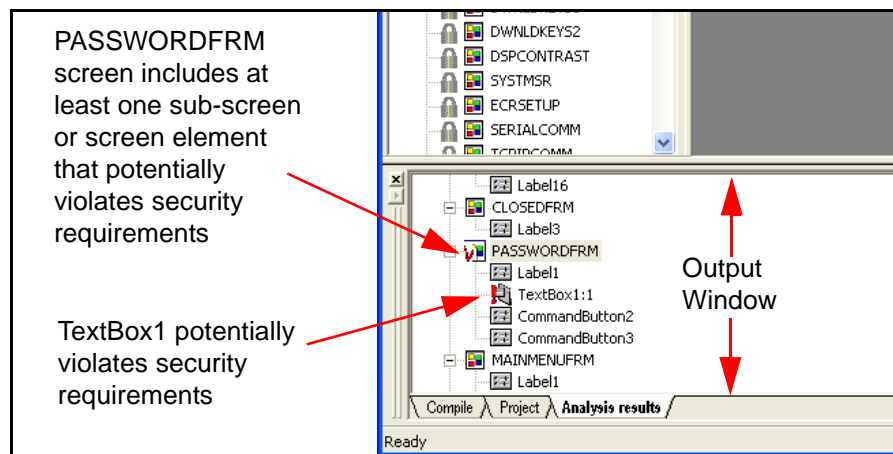 PASSWORDFRM
screen includes at
least one sub-screen
or screen element
that potentially
violates security
requirements
TextBox1 potentially
violates security
requirements
DWNLDKEYS2
DSPCONTRAST
SYSTMSR
ECRSETUP
SERIALCOMM
TCPIPCOMM
Label16
CLOSEDFRM
Label3
PASSWORDFRM
Label1
TextBox1:1
CommandButton2
CommandButton3
MAINMENUFRM
Label1
Output
Window
Compile
Project
Analysis results
Ready